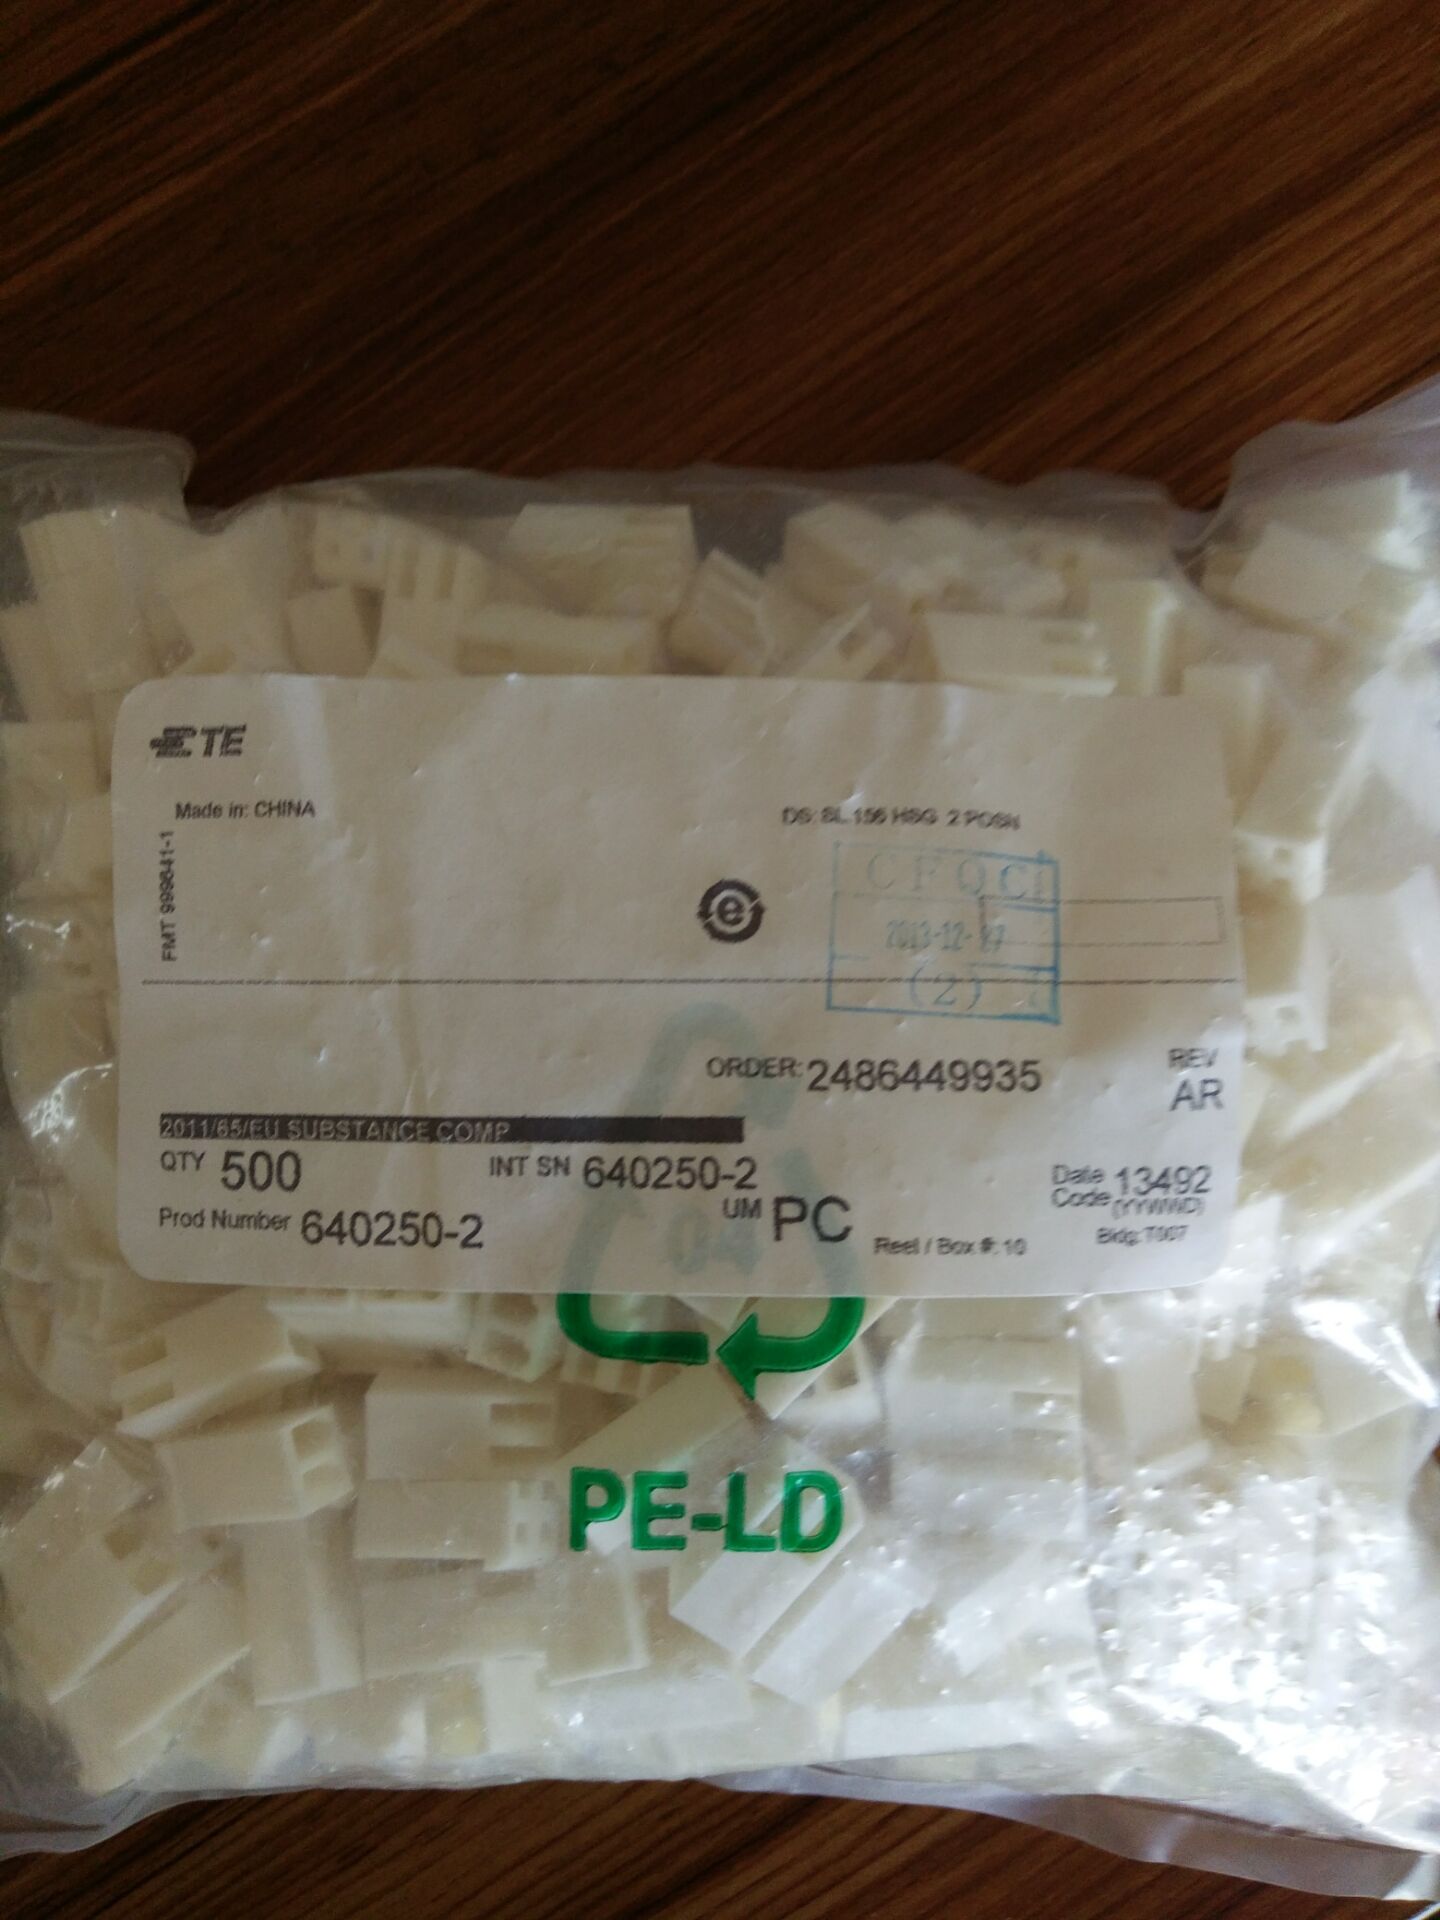 TE
Made in: CHINA
DS: SL 156 HSG 2 POSN
FMT 999641-1
e
CFQC
2013-12-27
(2)
ORDER: 2486449935
REV
AR
2011/65/EU SUBSTANCE COMP
QTY 500
INT SN 640250-2
Date Code 13492
(YYWWD)
Prod Number 640250-2
UM PC
Reel / Box #: 10
Bldg: T007
04
PE-LD